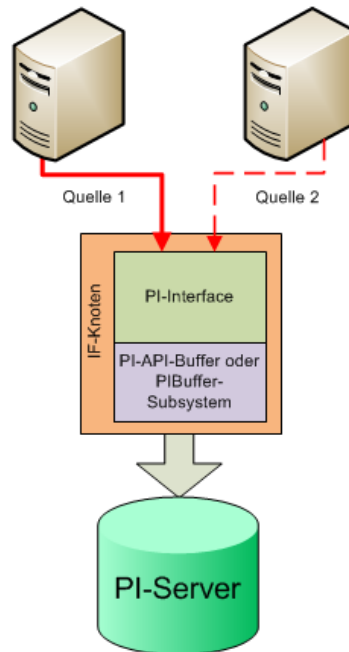 Quelle 1
Quelle 2
IF-Knoten
PI-Interface
PI-API-Buffer oder
PIBuffer-
Subsystem
PI-Server